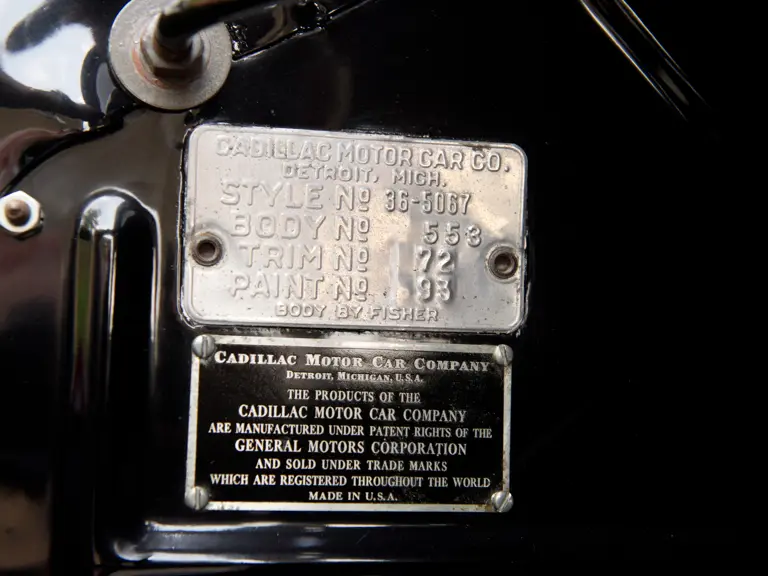 CADILLAC MOTOR CAR CO.
DETROIT, MICH.
STYLE Nº 36-5067
BODY Nº 553
TRIM Nº 72
PAINT Nº 93
BODY BY FISHER
CADILLAC MOTOR CAR COMPANY
DETROIT, MICHIGAN, U.S.A.
THE PRODUCTS OF THE
CADILLAC MOTOR CAR COMPANY
ARE MANUFACTURED UNDER PATENT RIGHTS OF THE
GENERAL MOTORS CORPORATION
AND SOLD UNDER TRADE MARKS
WHICH ARE REGISTERED THROUGHOUT THE WORLD
MADE IN U.S.A.